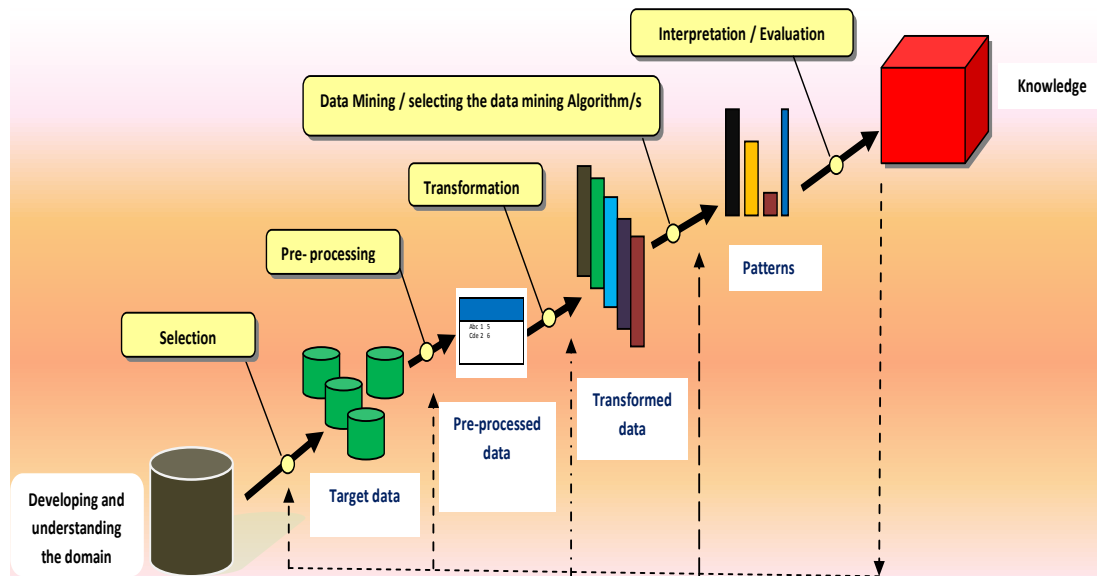 Interpretation / Evaluation
Knowledge
Data Mining / selecting the data mining Algorithm/s
Transformation
Patterns
Pre- processing
Abc 1 5
Cde 2 6
Selection
Transformed
data
Pre-processed
data
Target data
Developing and
understanding
the domain